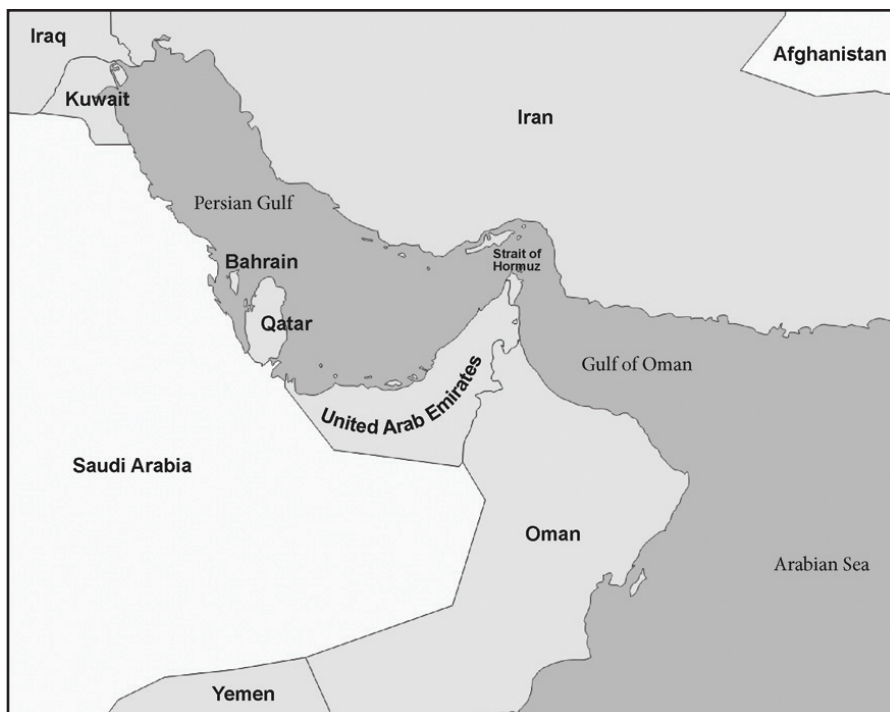 Iraq
Afghanistan
Kuwait
Iran
Persian Gulf
Strait of
Hormuz
Bahrain
Qatar
Gulf of Oman
United Arab Emirates
Saudi Arabia
Oman
Arabian Sea
Yemen